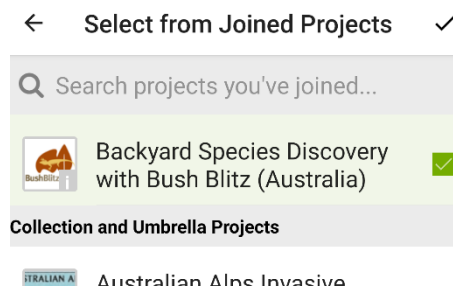 Select from Joined Projects
Search projects you've joined...
BushBlitz
Backyard Species Discovery
with Bush Blitz (Australia)
Collection and Umbrella Projects
Australian Alps Invasive